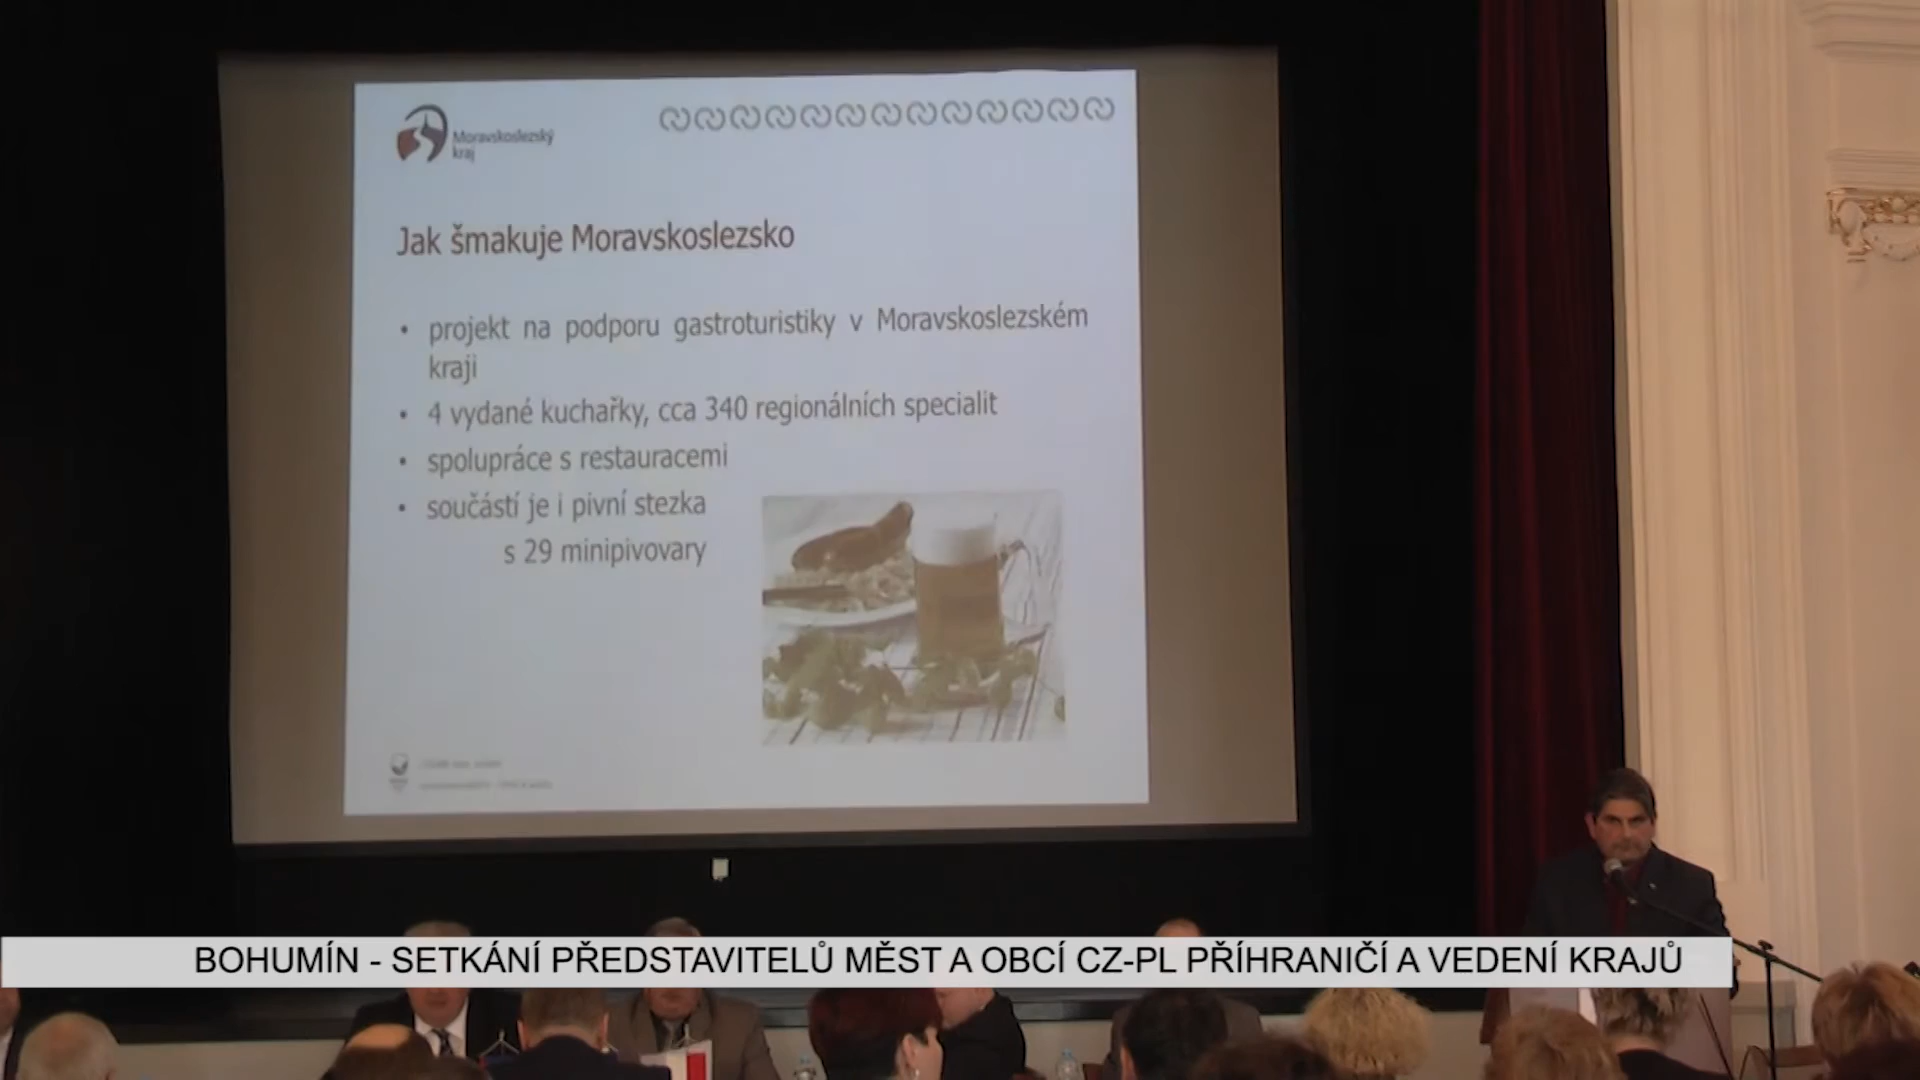 Moravskoslezský
kraj
Jak šmakuje Moravskoslezsko
• projekt na podporu gastroturistiky v Moravskoslezském
kraji
• 4 vydané kuchařky, cca 340 regionálních specialit
• spolupráce s restauracemi
• součástí je i pivní stezka
s 29 minipivovary
BOHUMÍN - SETKÁNÍ PŘEDSTAVITELŮ MĚST A OBCÍ CZ-PL PŘÍHRANIČÍ A VEDENÍ KRAJŮ